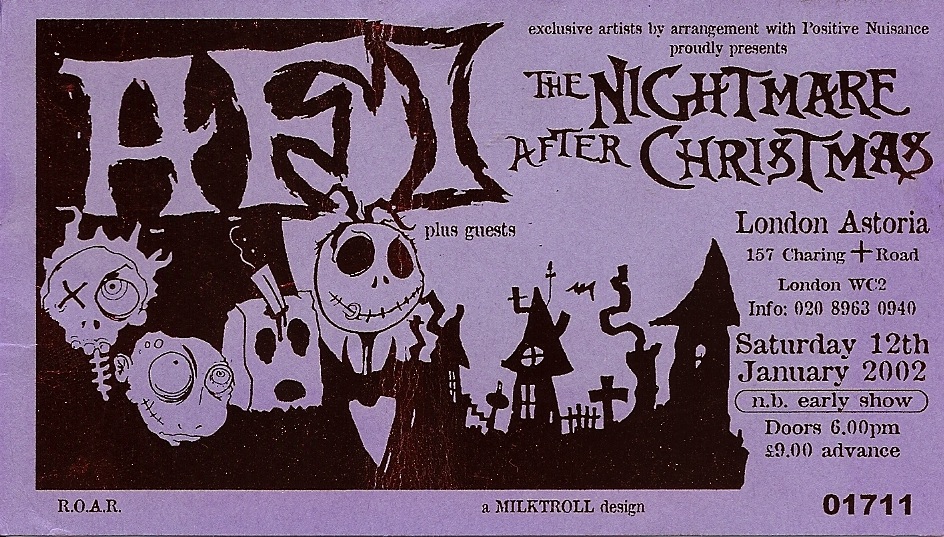 exclusive artists by arrangement with Positive Nuisance
proudly presents
THE NIGHTMARE
AFTER CHRISTMAS
plus guests
London Astoria
157 Charing + Road
London WC2
Info: 020 8963 0940
Saturday 12th
January 2002
n.b. early show
Doors 6.00pm
£9.00 advance
R.O.A.R.
a MILKTROLL design
01711